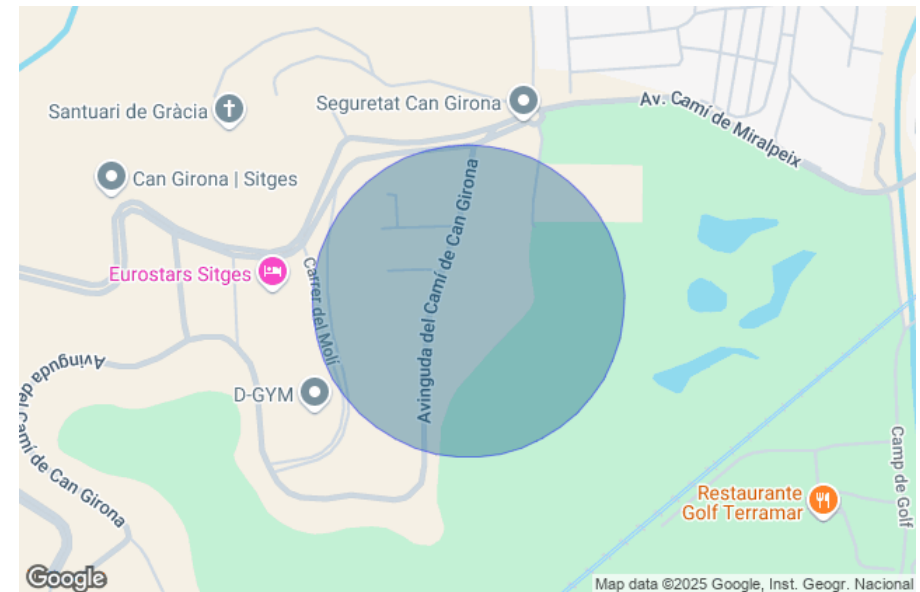 Santuari de Gràcia
Seguretat Can Girona
Av. Camí de Miralpeix
Can Girona | Sitges
Eurostars Sitges
Carrer del Molí
Avinguda del Camí de Can Girona
Avinguda del Camí de Can Girona
D-GYM
Camp de Golf
Restaurante
Golf Terramar
Google
Map data ©2025 Google, Inst. Geogr. Nacional